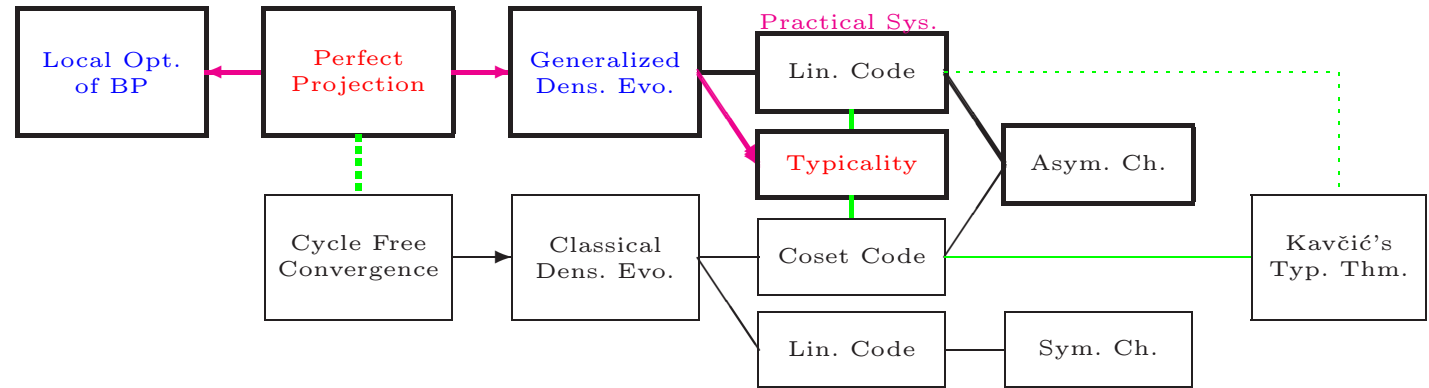 Practical Sys.
Local Opt.
of BP
Perfect
Projection
Generalized
Dens. Evo.
Lin. Code
Typicality
Asym. Ch.
Cycle Free
Convergence
Classical
Dens. Evo.
Coset Code
Kavčić's
Typ. Thm.
Lin. Code
Sym. Ch.